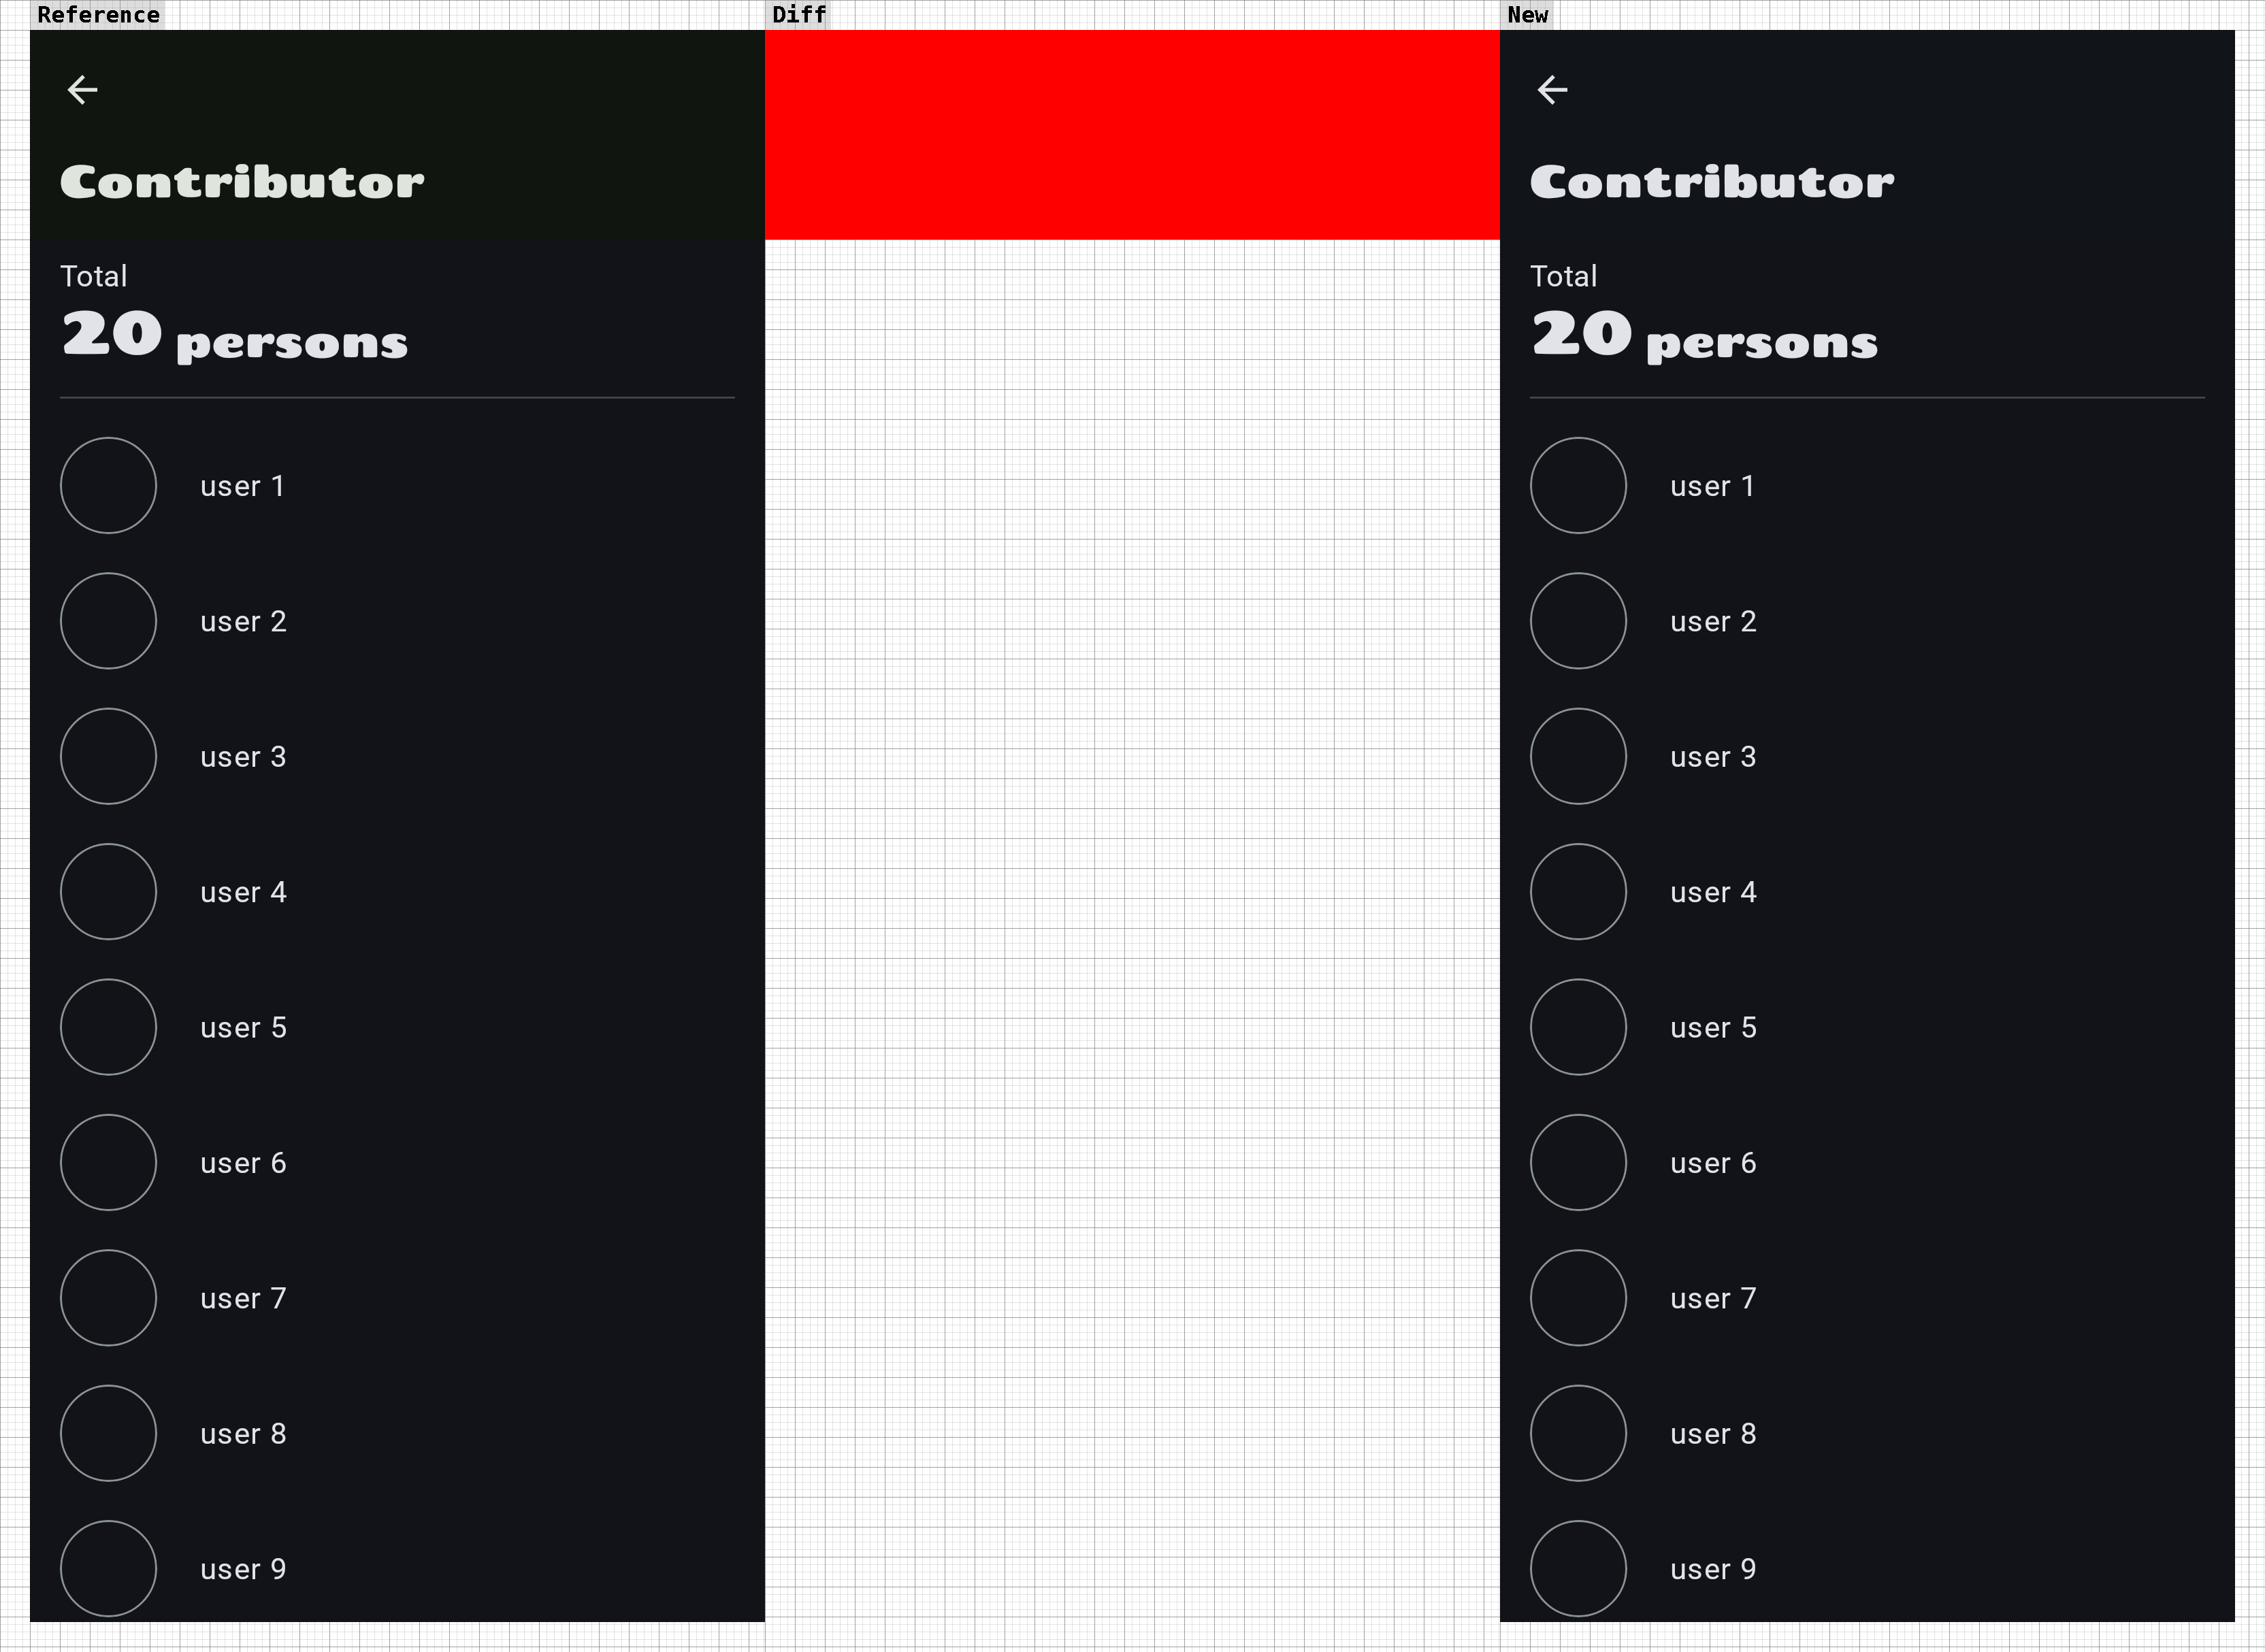 Reference
Diff
New
Contributor
Total
20 persons
user 1
user 2
user 3
user 4
user 5
user 6
user 7
user 8
user 9
Contributor
Total
20 persons
user 1
user 2
user 3
user 4
user 5
user 6
user 7
user 8
user 9